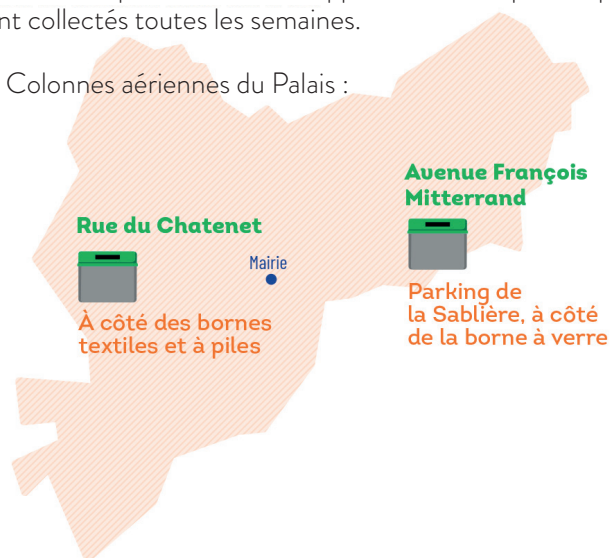 nt collectés toutes les semaines.
Colonnes aériennes du Palais :
Avenue François
Mitterrand
Rue du Chatenet
Mairie
Parking de
la Sablière, à côté
de la borne à verre
À côté des bornes
textiles et à piles